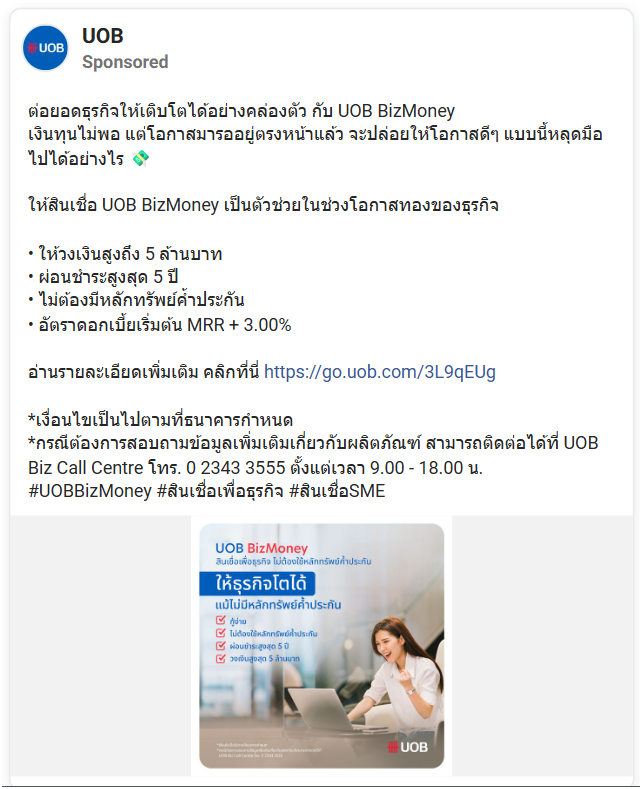 UOB
UOB
Sponsored
ต่อยอดธุรกิจให้เติบโตได้อย่างคล่องตัว กับ UOB BizMoney
เงินทุนไม่พอ แต่โอกาสมารออยู่ตรงหน้าแล้ว จะปล่อยให้โอกาสดีๆ แบบนี้หลุดมือ
ไปได้อย่างไร 💸
ให้สินเชื่อ UOB BizMoney เป็นตัวช่วยในช่วงโอกาสทองของธุรกิจ
• ให้วงเงินสูงถึง 5 ล้านบาท
• ผ่อนชำระสูงสุด 5 ปี
• ไม่ต้องมีหลักทรัพย์ค้ำประกัน
• อัตราดอกเบี้ยเริ่มต้น MRR + 3.00%
อ่านรายละเอียดเพิ่มเติม คลิกที่นี่ https://go.uob.com/3L9qEUg
*เงื่อนไขเป็นไปตามที่ธนาคารกำหนด
*กรณีต้องการสอบถามข้อมูลเพิ่มเติมเกี่ยวกับผลิตภัณฑ์ สามารถติดต่อได้ที่ UOB
Biz Call Centre โทร. 0 2343 3555 ตั้งแต่เวลา 9.00 - 18.00 น.
#UOBBizMoney #สินเชื่อเพื่อธุรกิจ #สินเชื่อSME
UOB BizMoney
สินเชื่อเพื่อธุรกิจ ไม่ต้องใช้หลักทรัพย์ค้ำประกัน
ให้ธุรกิจโตได้
แม้ไม่มีหลักทรัพย์ค้ำประกัน
กู้ง่าย
ไม่ต้องใช้หลักทรัพย์ค้ำประกัน
ผ่อนชำระสูงสุด 5 ปี
วงเงินสูงสุด 5 ล้านบาท
UOB